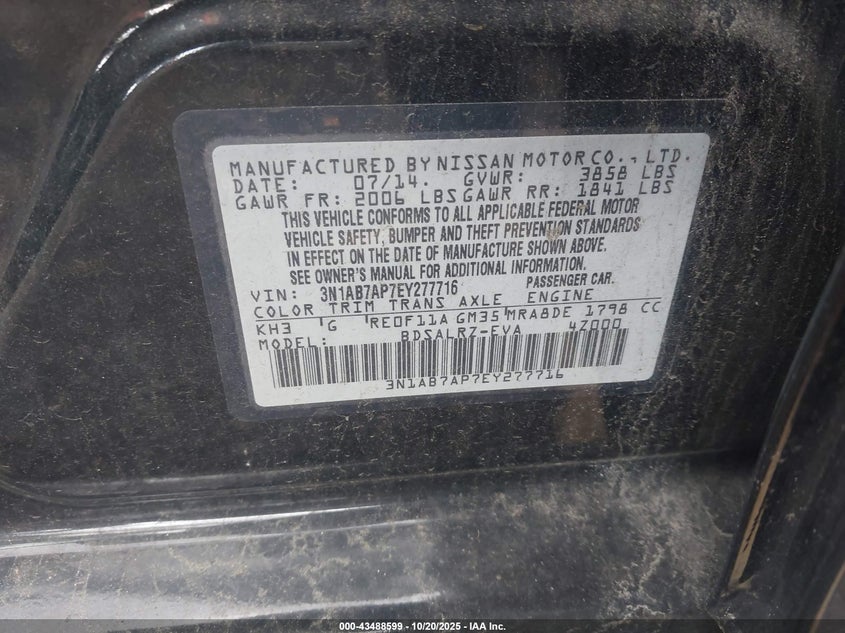 MANUFACTURED BY NISSAN MOTOR CO., LTD.
DATE: 07/14. GVWR: 3858 LBS
GAWR FR: 2006 LBS GAWR RR: 1841 LBS
THIS VEHICLE CONFORMS TO ALL APPLICABLE FEDERAL MOTOR
VEHICLE SAFETY, BUMPER AND THEFT PREVENTION STANDARDS
IN EFFECT ON THE DATE OF MANUFACTURE SHOWN ABOVE.
SEE OWNER'S MANUAL FOR ADDITIONAL INFORMATION.
VIN: 3N1AB7AP7EY277716 PASSENGER CAR.
COLOR TRIM TRANS AXLE ENGINE
KH3 'G 'RE0F11A GM35 MRA8DE 1798 CC
MODEL: BDSALRZ-EVA 4Z000
3N1AB7AP7EY277716
000-43488599 | 10/20/2025 | IAA Inc.